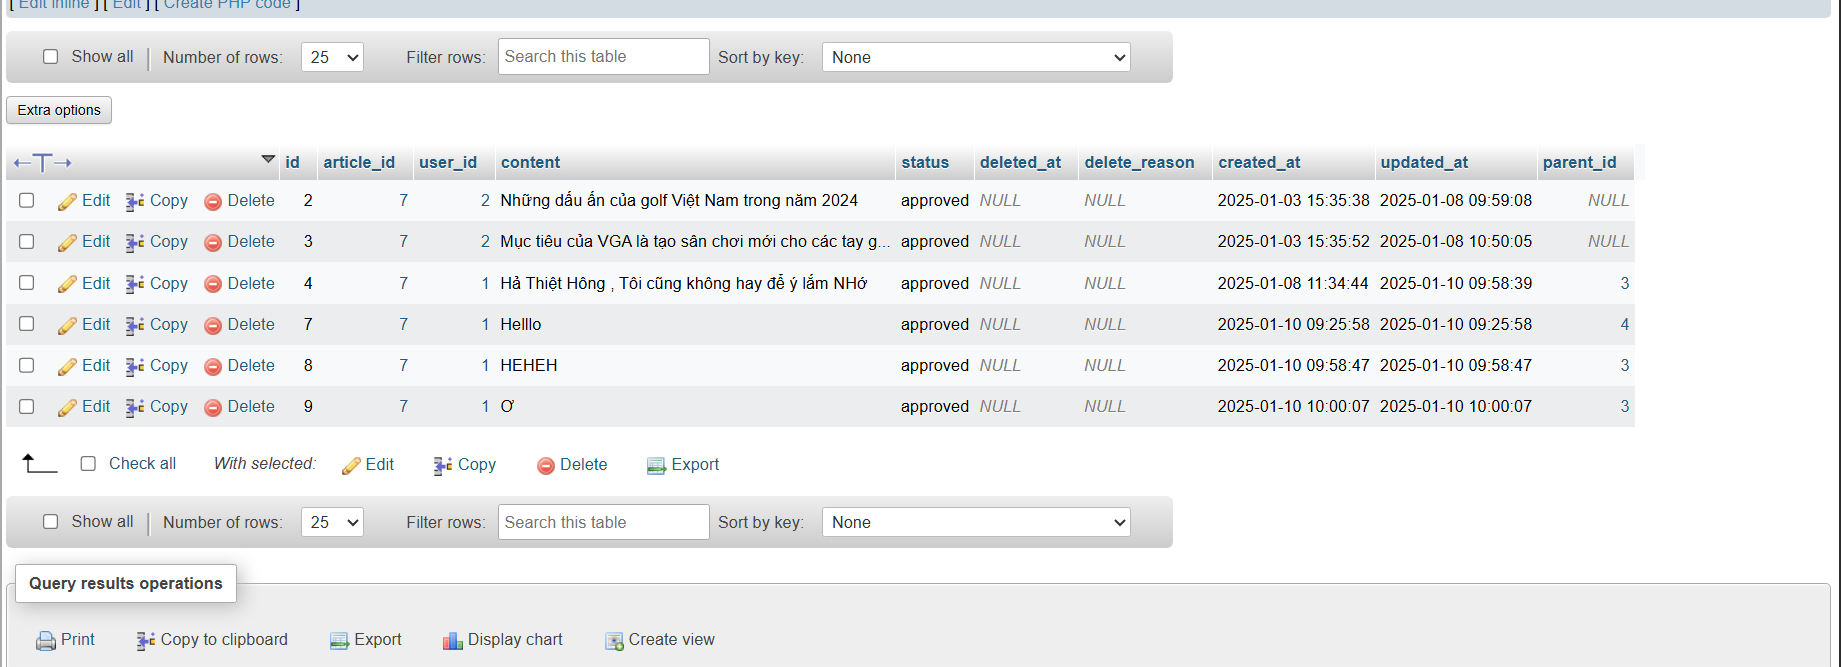 [ Edit inline ] [ Edit ] [ Create PHP code ]
Show all Number of rows: 25 Filter rows: Search this table Sort by key: None
Extra options
id article_id user_id content status deleted_at delete_reason created_at updated_at parent_id
Edit Copy Delete 2 7 2 Những dấu ấn của golf Việt Nam trong năm 2024 approved NULL NULL 2025-01-03 15:35:38 2025-01-08 09:59:08 NULL
Edit Copy Delete 3 7 2 Mục tiêu của VGA là tạo sân chơi mới cho các tay g... approved NULL NULL 2025-01-03 15:35:52 2025-01-08 10:50:05 NULL
Edit Copy Delete 4 7 1 Hả Thiệt Hông , Tôi cũng không hay để ý lắm NHớ approved NULL NULL 2025-01-08 11:34:44 2025-01-10 09:58:39 3
Edit Copy Delete 7 7 1 Helllo approved NULL NULL 2025-01-10 09:25:58 2025-01-10 09:25:58 4
Edit Copy Delete 8 7 1 HEHEH approved NULL NULL 2025-01-10 09:58:47 2025-01-10 09:58:47 3
Edit Copy Delete 9 7 1 Ơ approved NULL NULL 2025-01-10 10:00:07 2025-01-10 10:00:07 3
Check all With selected: Edit Copy Delete Export
Show all Number of rows: 25 Filter rows: Search this table Sort by key: None
Query results operations
Print Copy to clipboard Export Display chart Create view